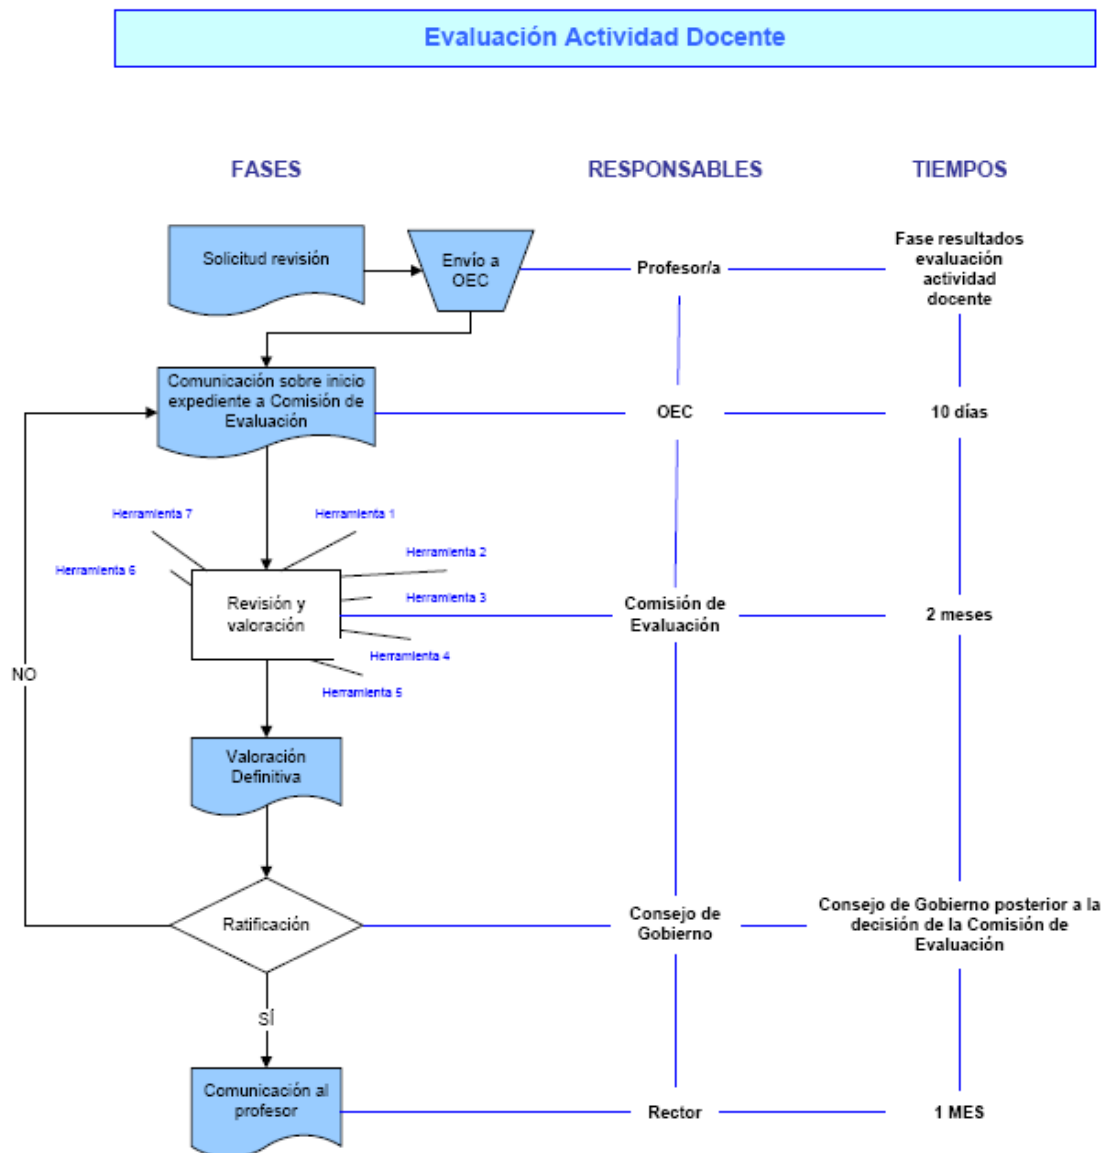 Evaluación Actividad Docente
FASES
RESPONSABLES
TIEMPOS
Solicitud revisión
Envío a
OEC
Profesor/a
Fase resultados
evaluación
actividad
docente
Comunicación sobre inicio
expediente a Comisión de
Evaluación
OEC
10 días
Herramienta 7
Herramienta 1
Herramienta 2
Herramienta 6
Herramienta 3
Revisión y
valoración
Comisión de
Evaluación
2 meses
Herramienta 4
Herramienta 5
NO
Valoración
Definitiva
Ratificación
Consejo de
Gobierno
Consejo de Gobierno posterior a la
decisión de la Comisión de
Evaluación
SÍ
Comunicación al
profesor
Rector
1 MES